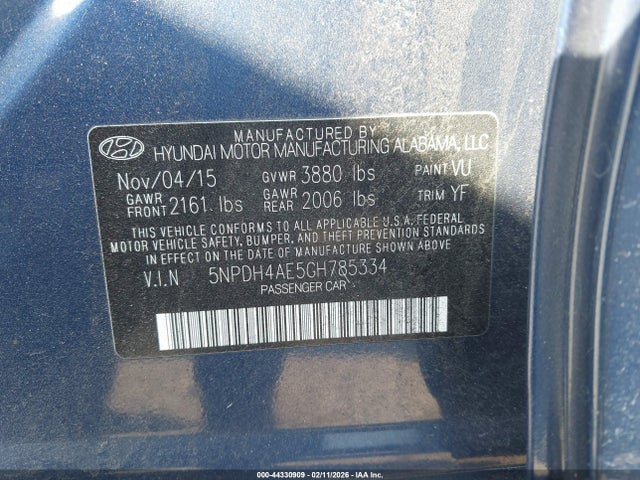 MANUFACTURED BY
HYUNDAI MOTOR MANUFACTURING ALABAMA, LLC
Nov/04/15 GVWR 3880 lbs PAINT VU
GAWR FRONT 2161 lbs GAWR REAR 2006 lbs TRIM YF
THIS VEHICLE CONFORMS TO ALL APPLICABLE U.S.A. FEDERAL
MOTOR VEHICLE SAFETY, BUMPER, AND THEFT PREVENTION STANDARDS
IN EFFECT ON THE DATE OF MANUFACTURE SHOWN ABOVE.
V.I.N 5NPDH4AE5GH785334
PASSENGER CAR
000-44330909 - 02/11/2026 - COPYRIGHT © IAA, LLC.